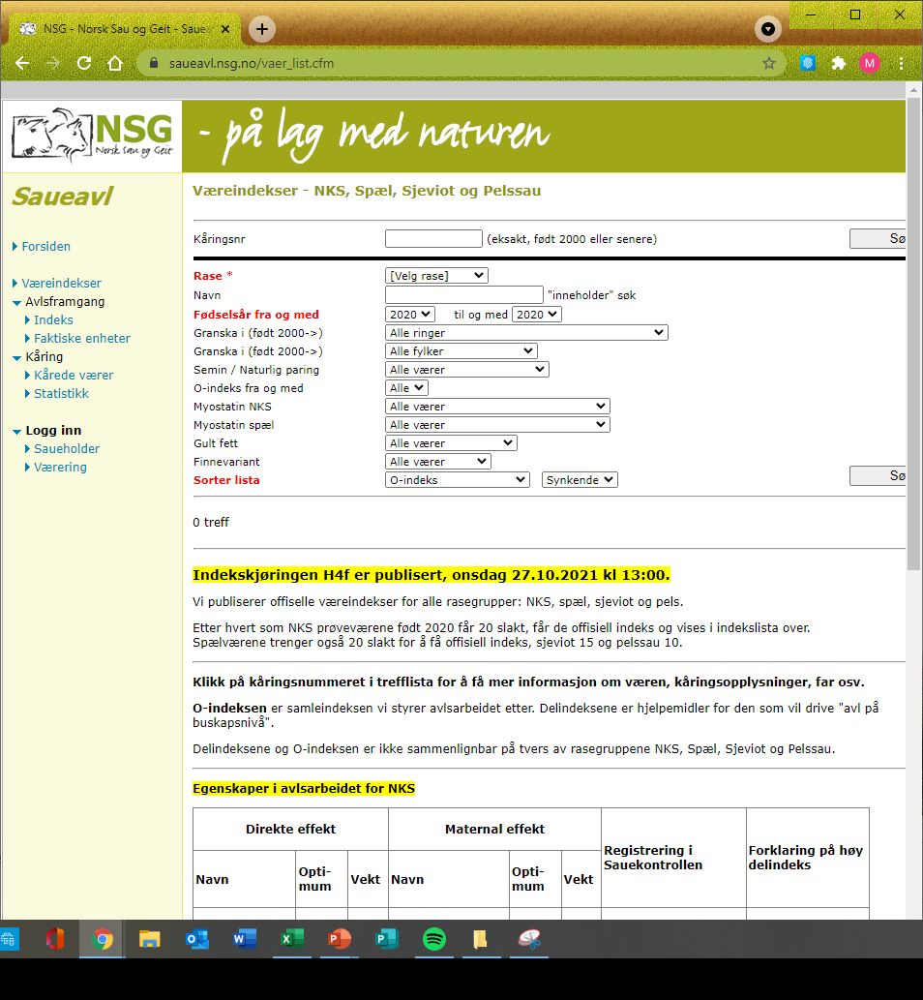 NSG - Norsk Sau og Geit - Saue
saueavl.nsg.no/vaer_list.cfm
M
NSG
Norsk Sau og Geit
- på lag med naturen
Saueavl
Forsiden
Væreindekser
Avlsframgang
Indeks
Faktiske enheter
Kåring
Kårede værer
Statistikk
Logg inn
Saueholder
Værering
Væreindekser - NKS, Spæl, Sjeviot og Pelssau
Kåringsnr (eksakt, født 2000 eller senere) Sø
Rase * [Velg rase]
Navn "inneholder" søk
Fødselsår fra og med 2020 til og med 2020
Granska i (født 2000->) Alle ringer
Granska i (født 2000->) Alle fylker
Semin / Naturlig paring Alle værer
O-indeks fra og med Alle
Myostatin NKS Alle værer
Myostatin spæl Alle værer
Gult fett Alle værer
Finnevariant Alle værer
Sorter lista O-indeks Synkende Sø
0 treff
Indekskjøringen H4f er publisert, onsdag 27.10.2021 kl 13:00.
Vi publiserer offiselle væreindekser for alle rasegrupper: NKS, spæl, sjeviot og pels.
Etter hvert som NKS prøveværene født 2020 får 20 slakt, får de offisiell indeks og vises i indekslista over.
Spælværene trenger også 20 slakt for å få offisiell indeks, sjeviot 15 og pelssau 10.
Klikk på kåringsnummeret i trefflista for å få mer informasjon om væren, kåringsopplysninger, far osv.
O-indeksen er samleindeksen vi styrer avlsarbeidet etter. Delindeksene er hjelpemidler for den som vil drive "avl på
buskapsnivå".
Delindeksene og O-indeksen er ikke sammenlignbar på tvers av rasegruppene NKS, Spæl, Sjeviot og Pelssau.
Egenskaper i avlsarbeidet for NKS
Direkte effekt Maternal effekt
Registrering i
Sauekontrollen
Forklaring på høy
delindeks
Navn
Opti-
mum
Vekt
Navn
Opti-
mum
Vekt